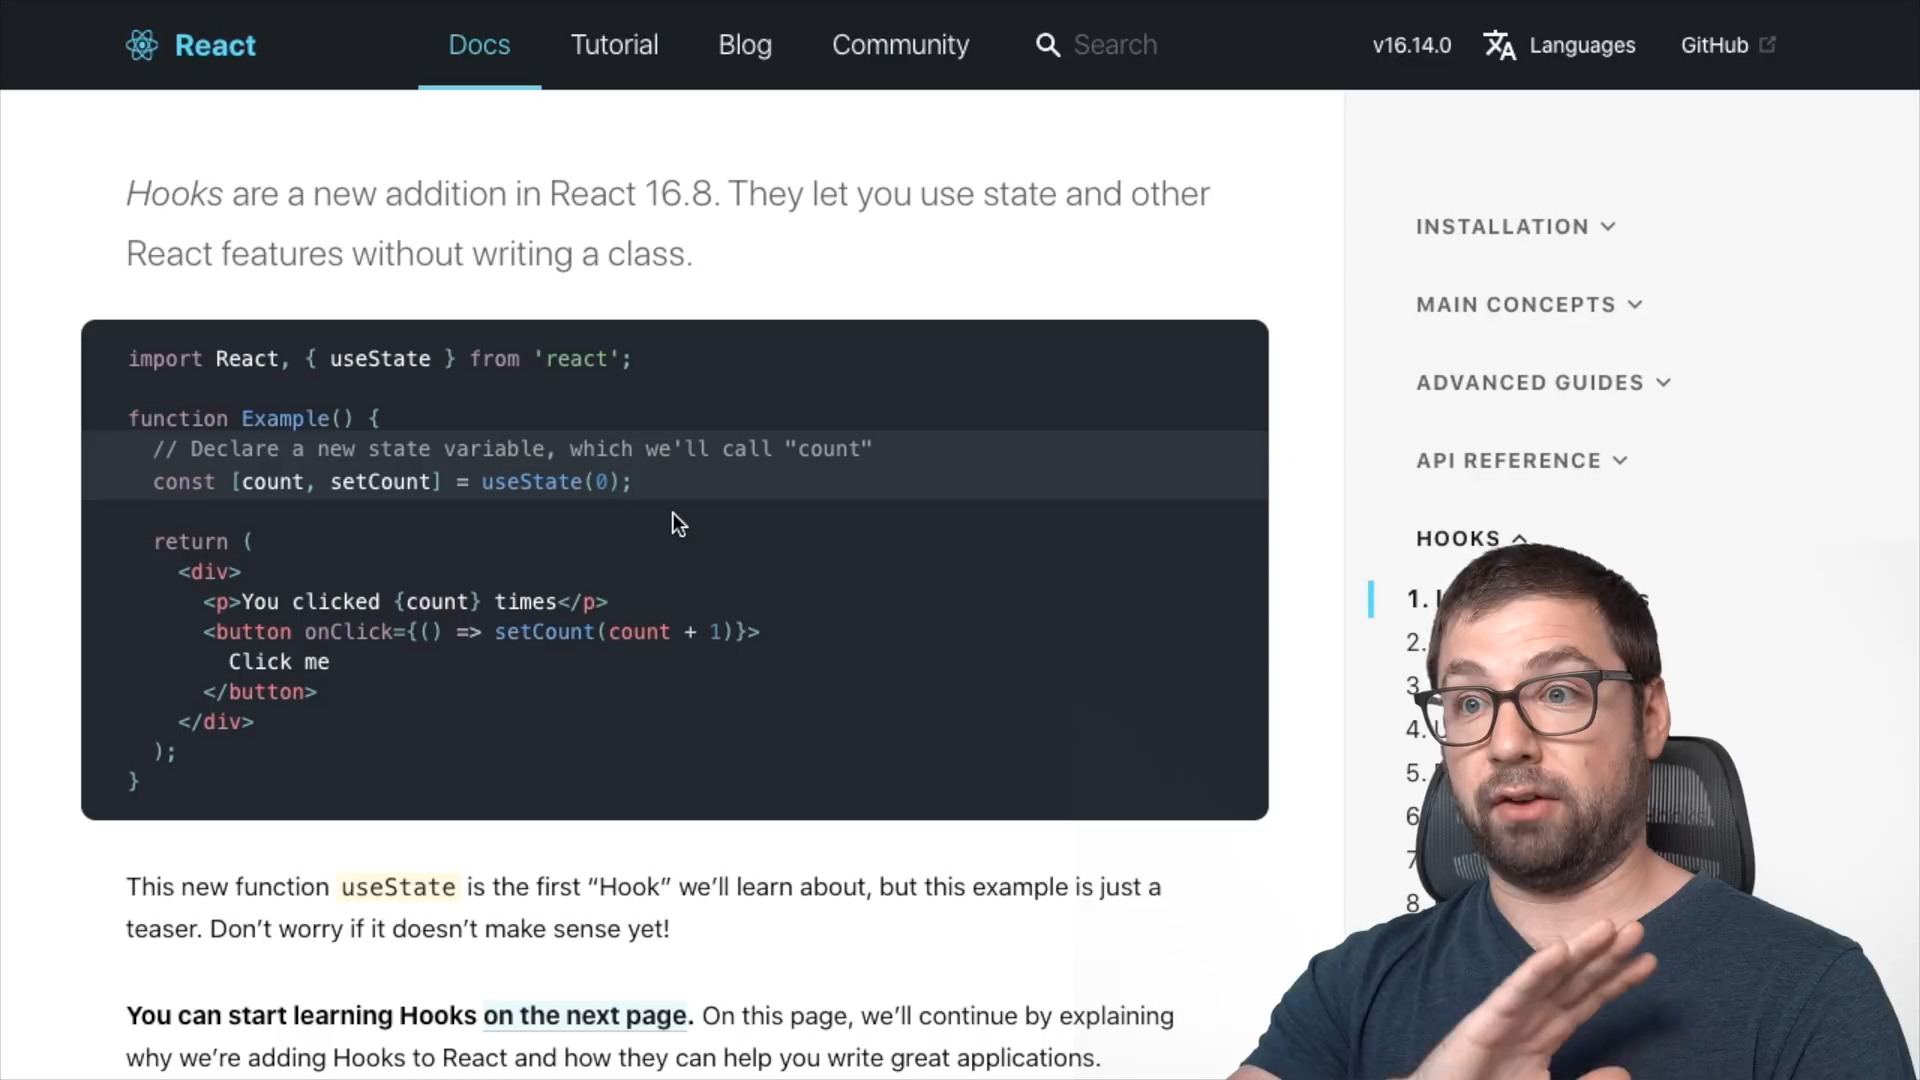 React
Docs
Tutorial
Blog
Community
Search
v16.14.0
Languages
GitHub
Hooks are a new addition in React 16.8. They let you use state and other
React features without writing a class.
import React, { useState } from 'react';
function Example() {
// Declare a new state variable, which we'll call "count"
const [count, setCount] = useState(0);
return (
<div>
<p>You clicked {count} times</p>
<button onClick={() => setCount(count + 1)}>
Click me
</button>
</div>
);
}
This new function useState is the first “Hook” we’ll learn about, but this example is just a
teaser. Don’t worry if it doesn’t make sense yet!
You can start learning Hooks on the next page. On this page, we’ll continue by explaining
why we’re adding Hooks to React and how they can help you write great applications.
INSTALLATION
MAIN CONCEPTS
ADVANCED GUIDES
API REFERENCE
HOOKS
1.
2.
3
4.
5.
6
7
8